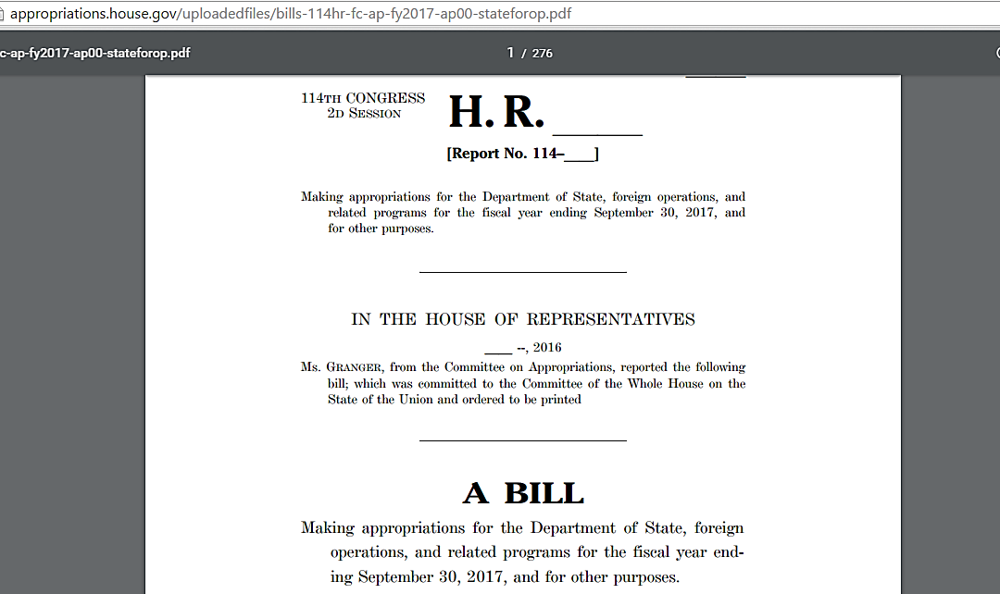 appropriations.house.gov/uploadedfiles/bills-114hr-fc-ap-fy2017-ap00-stateforop.pdf
c-ap-fy2017-ap00-stateforop.pdf 1 / 276
114TH CONGRESS
2D SESSION
H. R. ______
[Report No. 114–____]
Making appropriations for the Department of State, foreign operations, and
related programs for the fiscal year ending September 30, 2017, and
for other purposes.
IN THE HOUSE OF REPRESENTATIVES
____ --, 2016
Ms. GRANGER, from the Committee on Appropriations, reported the following
bill; which was committed to the Committee of the Whole House on the
State of the Union and ordered to be printed
A BILL
Making appropriations for the Department of State, foreign
operations, and related programs for the fiscal year end-
ing September 30, 2017, and for other purposes.